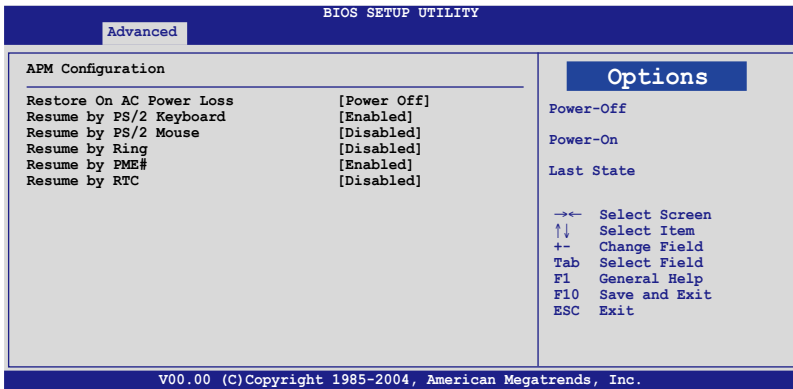 BIOS SETUP UTILITY
Advanced
APM Configuration
Restore On AC Power Loss [Power Off]
Resume by PS/2 Keyboard [Enabled]
Resume by PS/2 Mouse [Disabled]
Resume by Ring [Disabled]
Resume by PME# [Enabled]
Resume by RTC [Disabled]
Options
Power-Off
Power-On
Last State
→← Select Screen
↑↓ Select Item
+- Change Field
Tab Select Field
F1 General Help
F10 Save and Exit
ESC Exit
V00.00 (C)Copyright 1985-2004, American Megatrends, Inc.